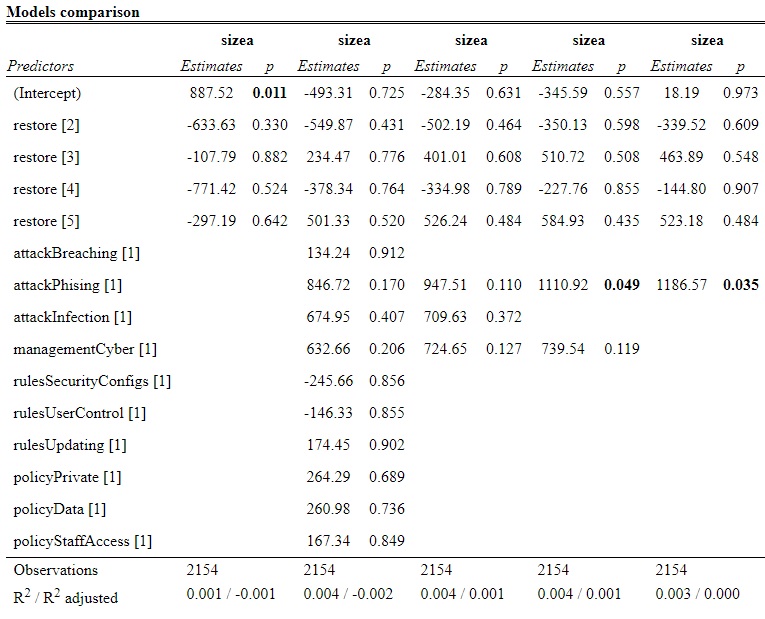 Models comparison
sizea sizea sizea sizea sizea
Predictors Estimates p Estimates p Estimates p Estimates p Estimates p
(Intercept) 887.52 0.011 -493.31 0.725 -284.35 0.631 -345.59 0.557 18.19 0.973
restore [2] -633.63 0.330 -549.87 0.431 -502.19 0.464 -350.13 0.598 -339.52 0.609
restore [3] -107.79 0.882 234.47 0.776 401.01 0.608 510.72 0.508 463.89 0.548
restore [4] -771.42 0.524 -378.34 0.764 -334.98 0.789 -227.76 0.855 -144.80 0.907
restore [5] -297.19 0.642 501.33 0.520 526.24 0.484 584.93 0.435 523.18 0.484
attackBreaching [1] 134.24 0.912
attackPhising [1] 846.72 0.170 947.51 0.110 1110.92 0.049 1186.57 0.035
attackInfection [1] 674.95 0.407 709.63 0.372
managementCyber [1] 632.66 0.206 724.65 0.127 739.54 0.119
rulesSecurityConfigs [1] -245.66 0.856
rulesUserControl [1] -146.33 0.855
rulesUpdating [1] 174.45 0.902
policyPrivate [1] 264.29 0.689
policyData [1] 260.98 0.736
policyStaffAccess [1] 167.34 0.849
Observations 2154 2154 2154 2154 2154
R2 / R2 adjusted 0.001 / -0.001 0.004 / -0.002 0.004 / 0.001 0.004 / 0.001 0.003 / 0.000